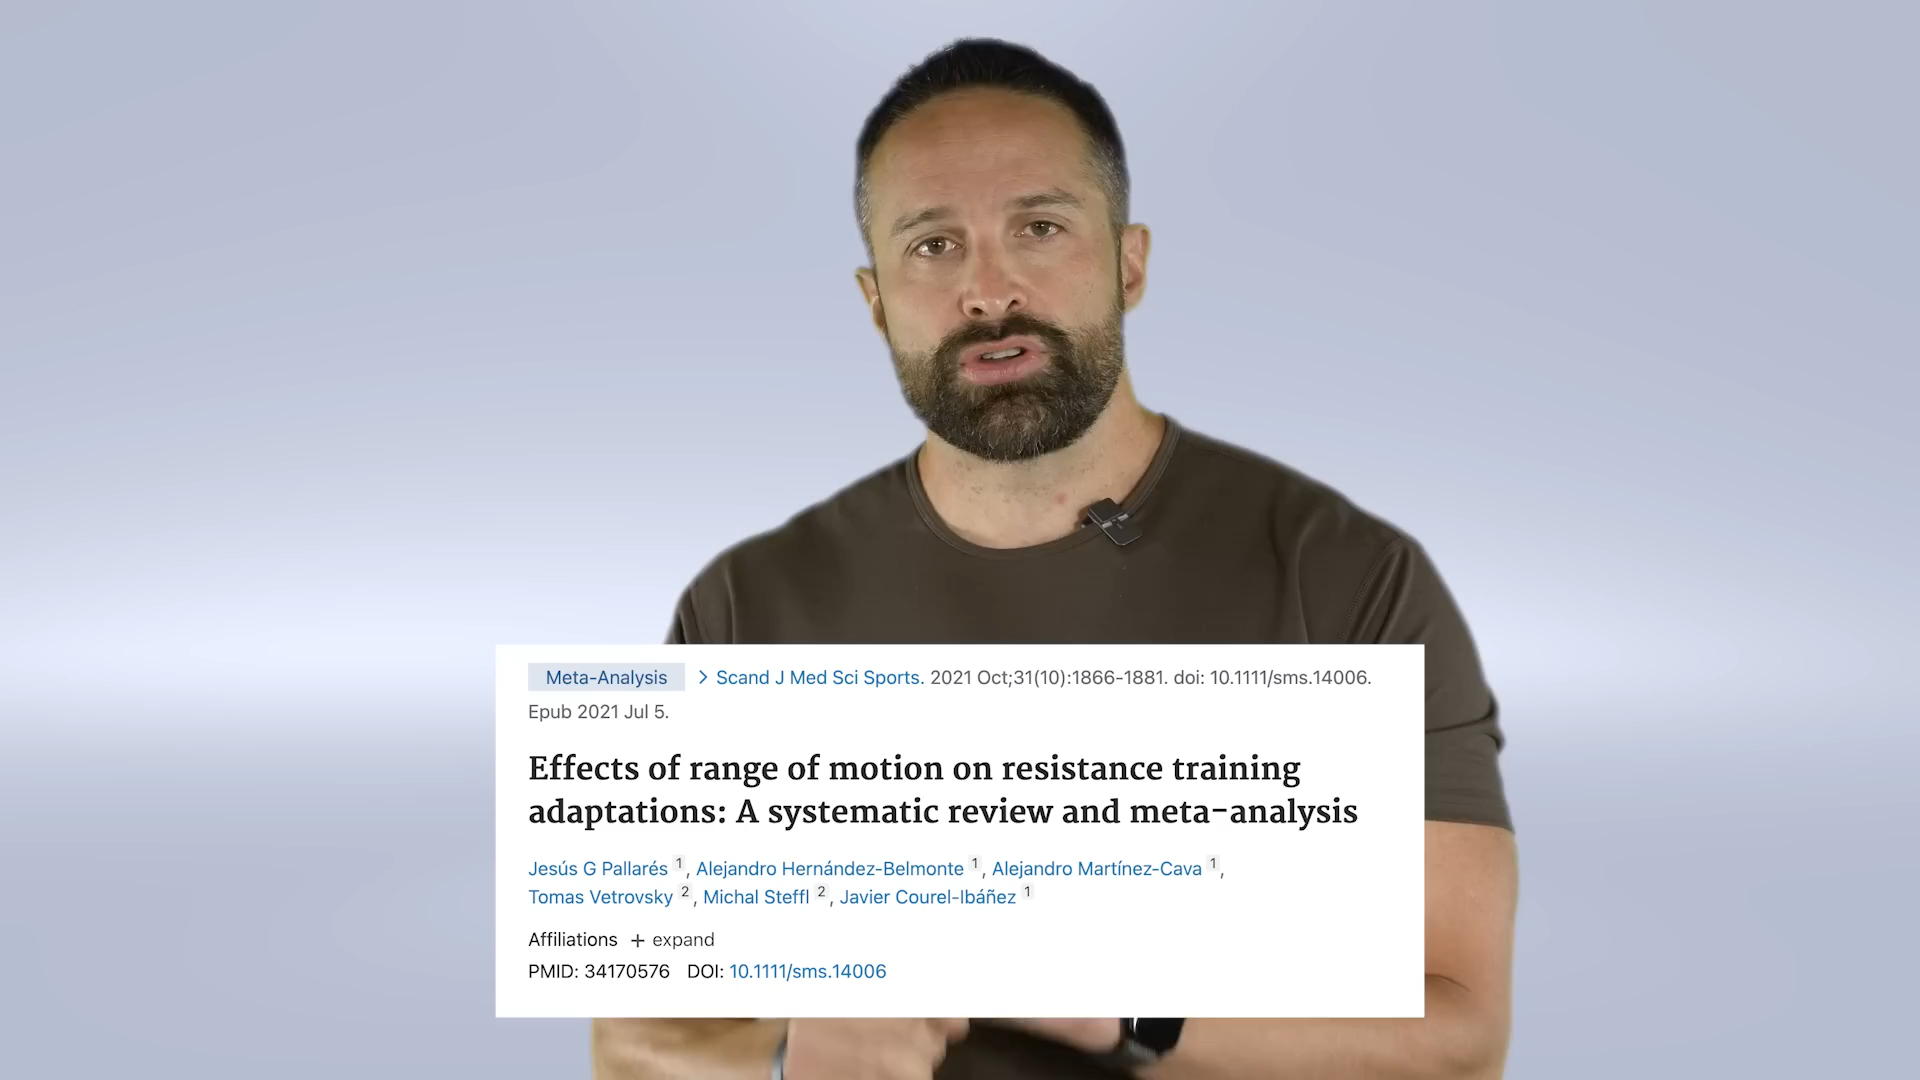 Meta-Analysis > Scand J Med Sci Sports. 2021 Oct;31(10):1866-1881. doi: 10.1111/sms.14006.
Epub 2021 Jul 5.
Effects of range of motion on resistance training
adaptations: A systematic review and meta-analysis
Jesús G Pallarés 1, Alejandro Hernández-Belmonte 1, Alejandro Martínez-Cava 1,
Tomas Vetrovsky 2, Michal Steffl 2, Javier Courel-Ibáñez 1
Affiliations + expand
PMID: 34170576 DOI: 10.1111/sms.14006